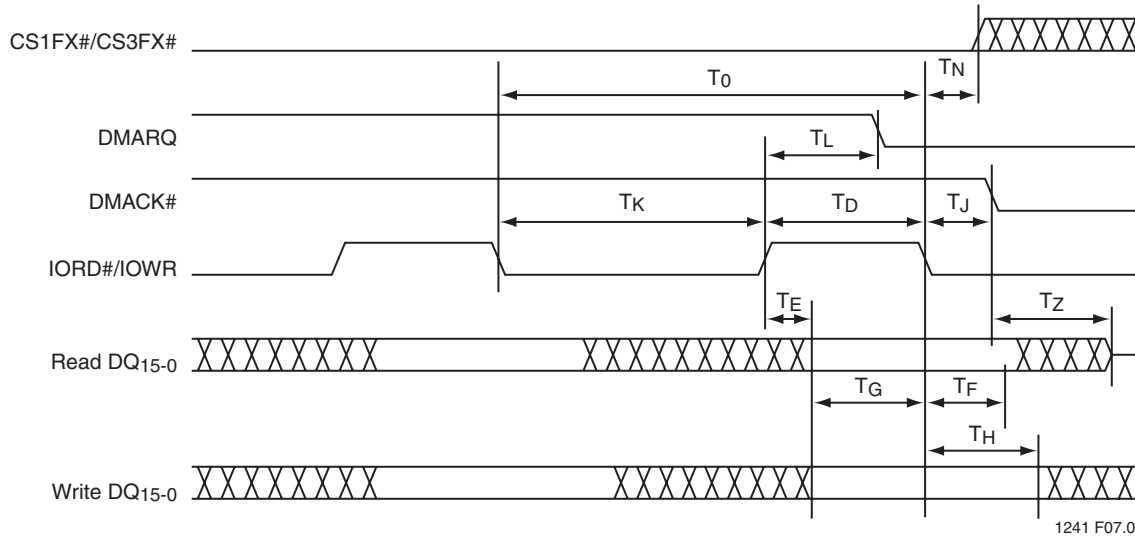 CS1FX#/CS3FX#
TN
T0
DMARQ
TL
DMACK#
TK
TD
TJ
IORD#/IOWR
TE
TZ
Read DQ15-0
TG
TF
TH
Write DQ15-0
1241 F07.0